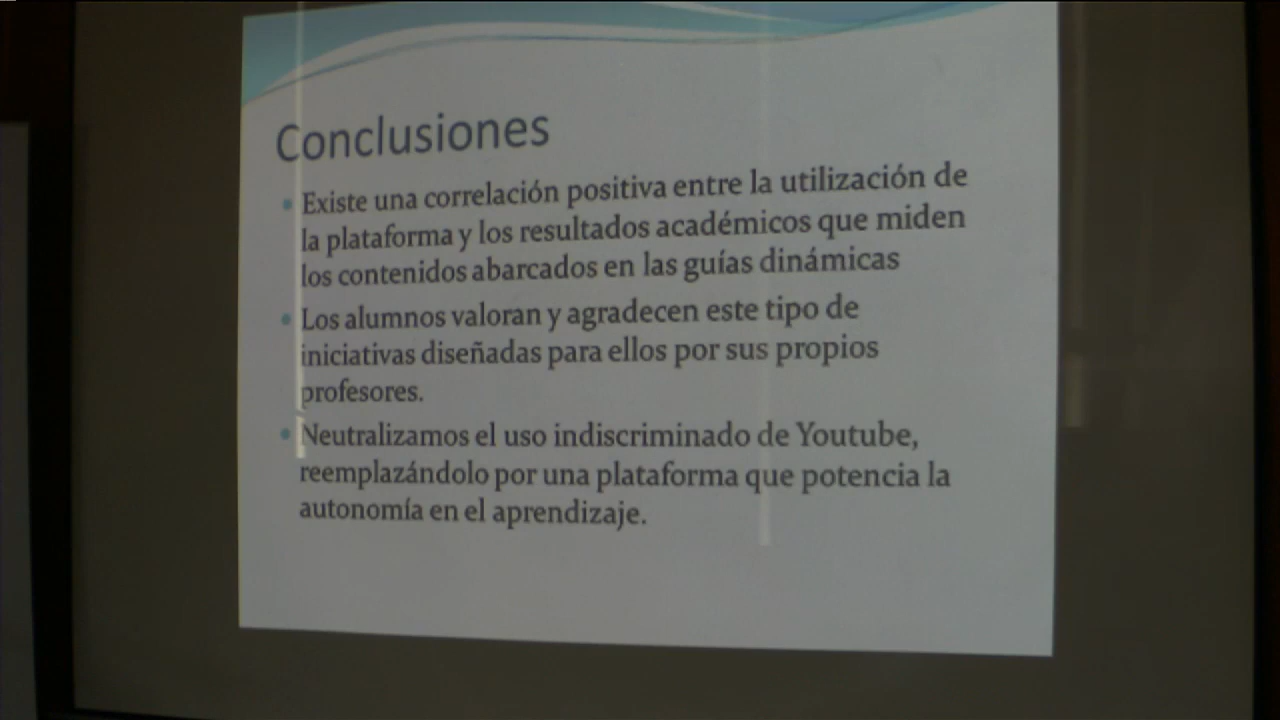 Conclusiones
• Existe una correlación positiva entre la utilización de
la plataforma y los resultados académicos que miden
los contenidos abarcados en las guías dinámicas
• Los alumnos valoran y agradecen este tipo de
iniciativas diseñadas para ellos por sus propios
profesores.
• Neutralizamos el uso indiscriminado de Youtube,
reemplazándolo por una plataforma que potencia la
autonomía en el aprendizaje.